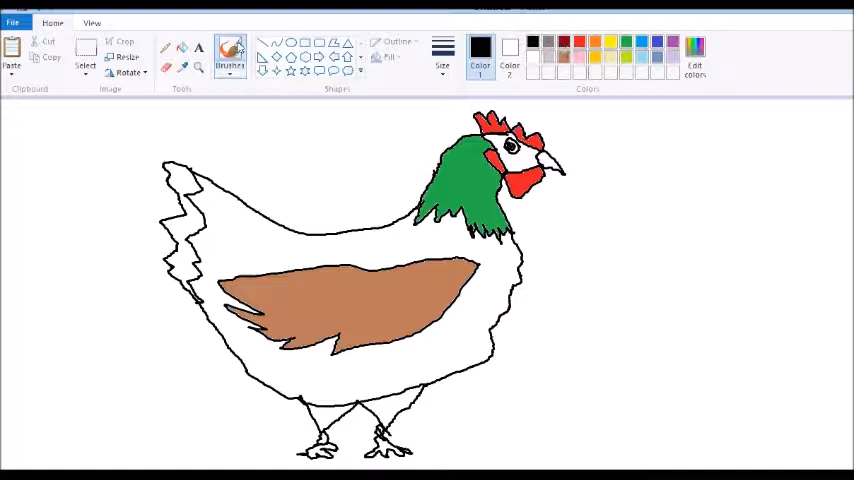 File Home View
Paste
Cut
Copy
Clipboard
Select
Crop
Resize
Rotate
Image
Tools
Brushes
Outline
Fill
Shapes
Size
Color
1
Color
2
Edit
colors
Colors